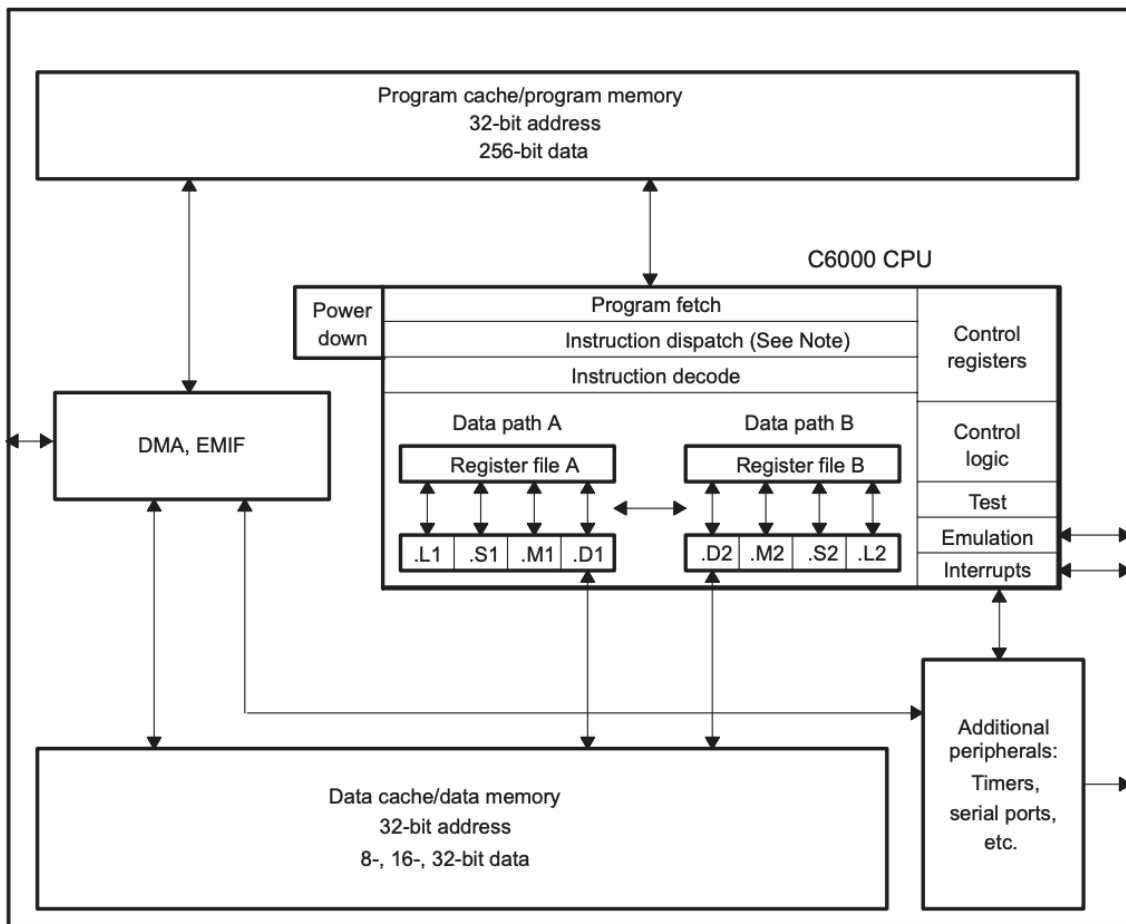 Program cache/program memory
32-bit address
256-bit data
C6000 CPU
Power
down
Program fetch
Instruction dispatch (See Note)
Instruction decode
Control
registers
DMA, EMIF
Data path A
Data path B
Register file A
Register file B
Control
logic
Test
.L1 .S1 .M1 .D1
.D2 .M2 .S2 .L2
Emulation
Interrupts
Additional
peripherals:
Timers,
serial ports,
etc.
Data cache/data memory
32-bit address
8-, 16-, 32-bit data